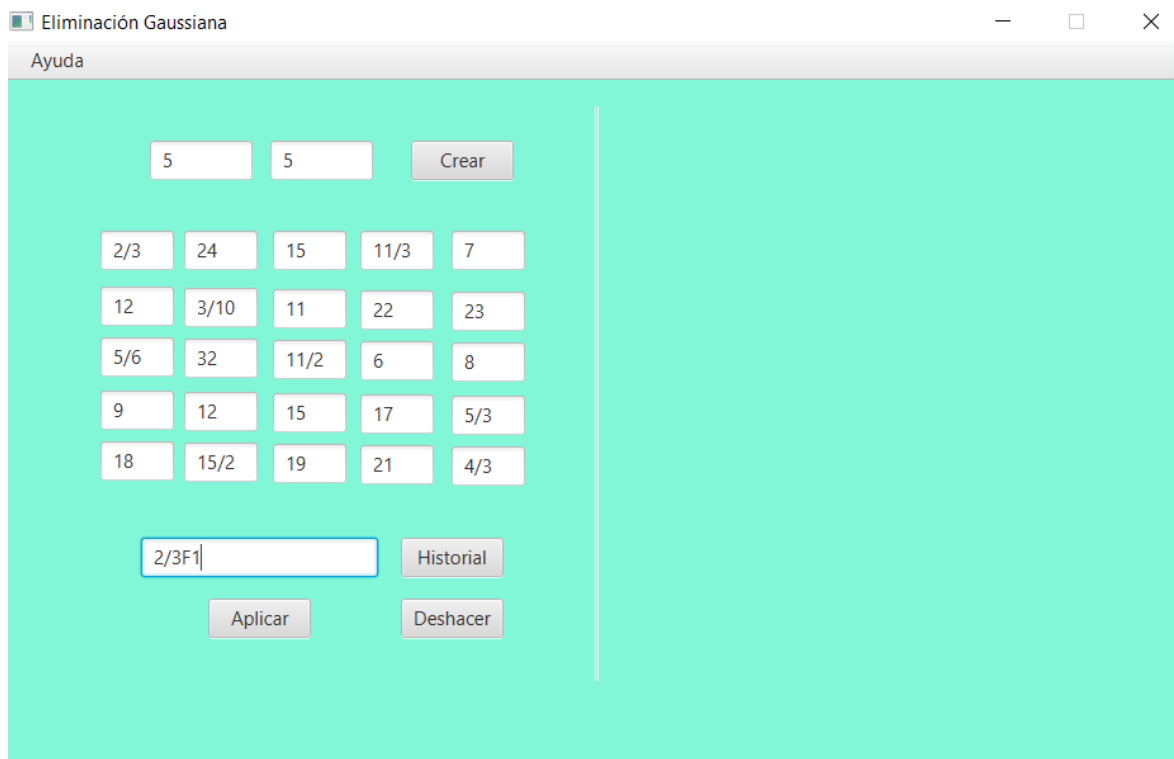 Eliminación Gaussiana
Ayuda
5 5 Crear
2/3 24 15 11/3 7
12 3/10 11 22 23
5/6 32 11/2 6 8
9 12 15 17 5/3
18 15/2 19 21 4/3
2/3F1 Historial
Aplicar Deshacer